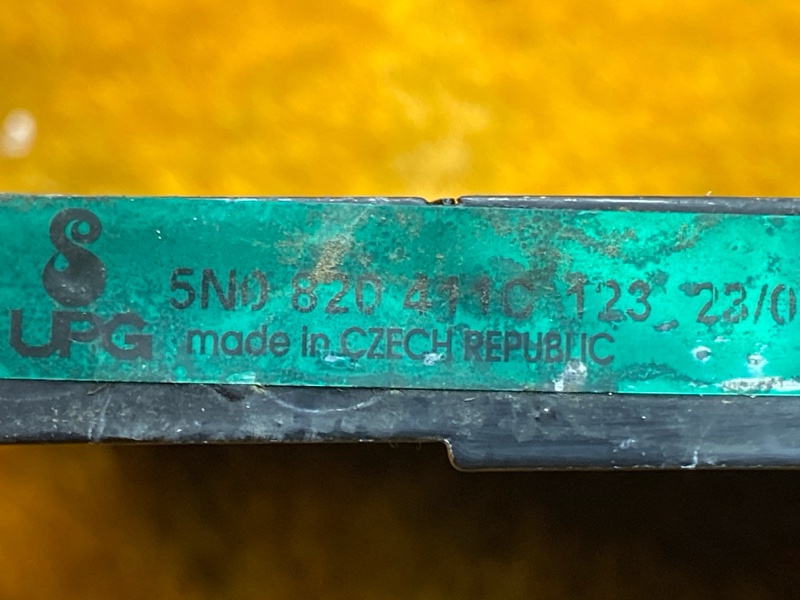 5N0 820 411C 123 23/0
UPG made in CZECH REPUBLIC